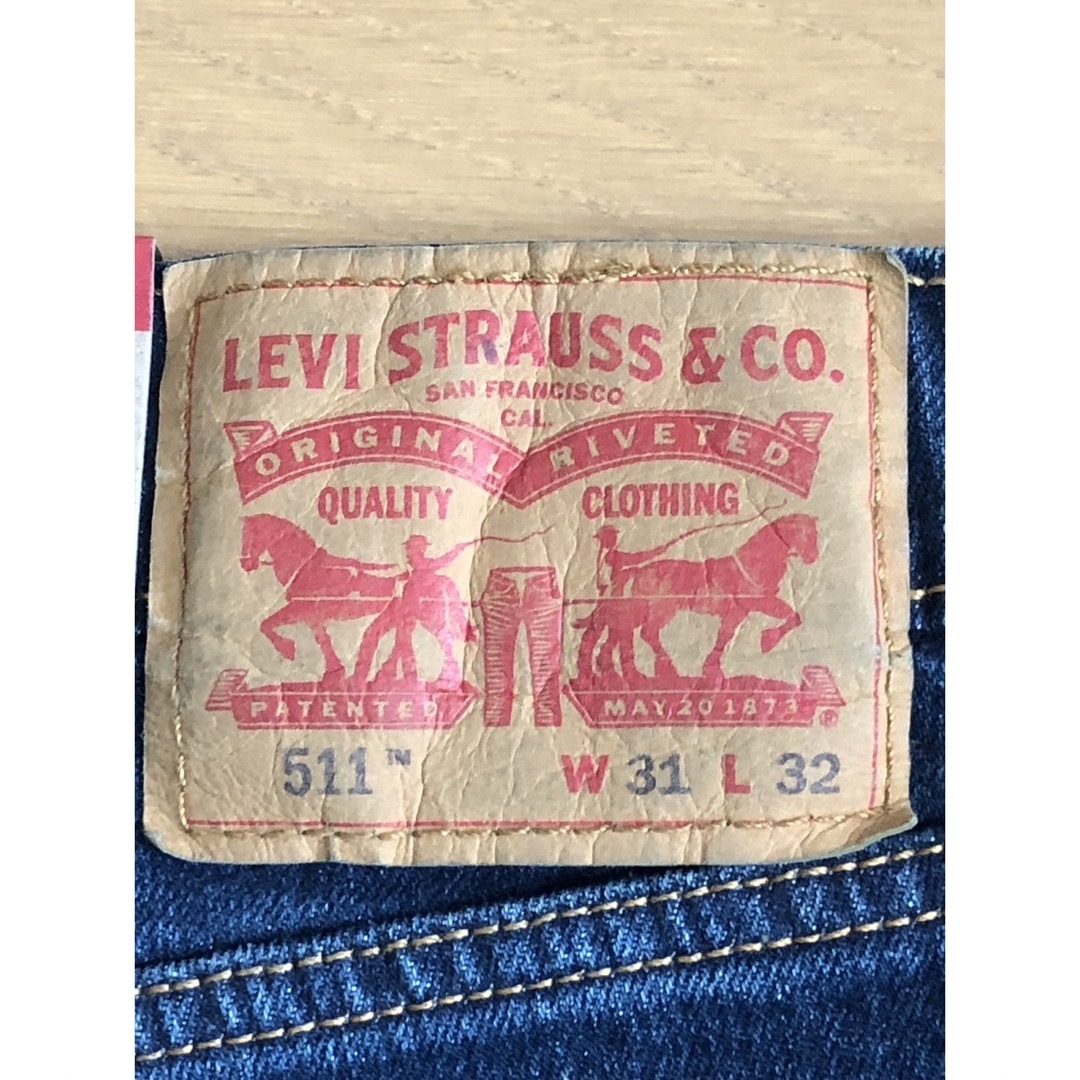 LEVI STRAUSS & CO.
SAN FRANCISCO
CAL.
ORIGINAL RIVETED
QUALITY CLOTHING
PATENTED MAY 20 1873 ®
511™ W 31 L 32